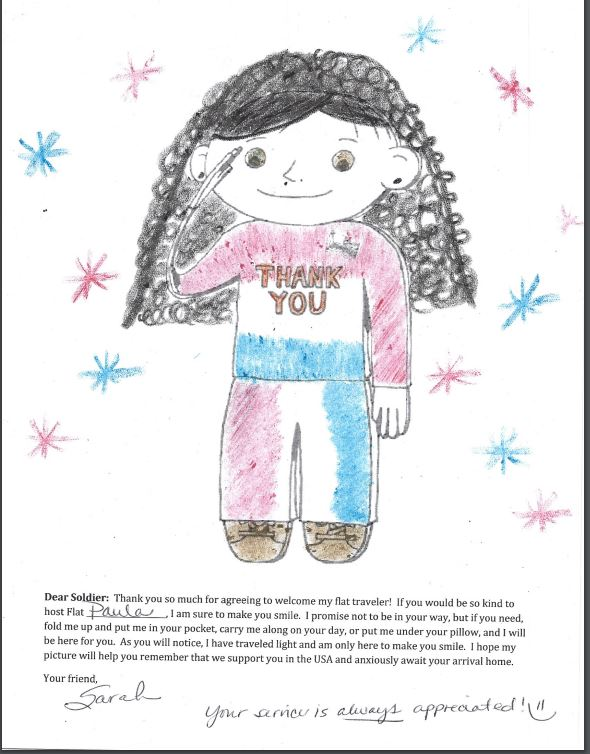 THANK
YOU
Dear Soldier: Thank you so much for agreeing to welcome my flat traveler! If you would be so kind to
host Flat Paula, I am sure to make you smile. I promise not to be in your way, but if you need,
fold me up and put me in your pocket, carry me along on your day, or put me under your pillow, and I will
be here for you. As you will notice, I have traveled light and am only here to make you smile. I hope my
picture will help you remember that we support you in the USA and anxiously await your arrival home.
Your friend,
Sarah
Your service is always appreciated!